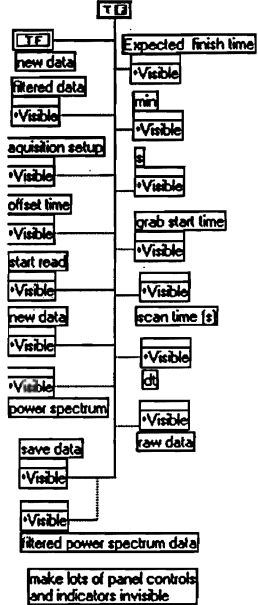 T F
T F
Expected finish time
•Visible
new data
filtered data
•Visible
min
•Visible
aquisition setup
•Visible
s
•Visible
offset time
•Visible
grab start time
•Visible
start read
•Visible
•Visible
scan time (s)
new data
•Visible
•Visible
dt
•Visible
power spectrum
•Visible
raw data
save data
•Visible
•Visible
filtered power spectrum data
make lots of panel controls
and indicators invisible